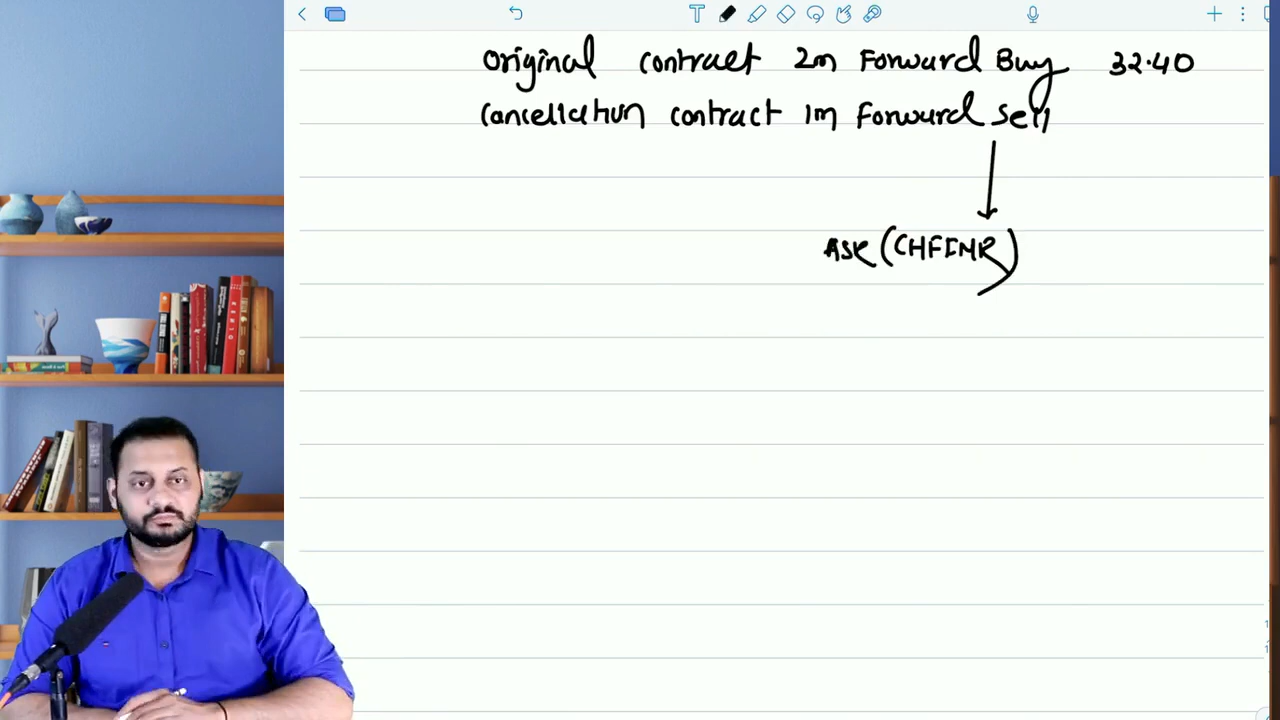 Original contract 2m Forward Buy 32.40
Cancellation contract 1m Forward Sell
ASK (CHFINR)